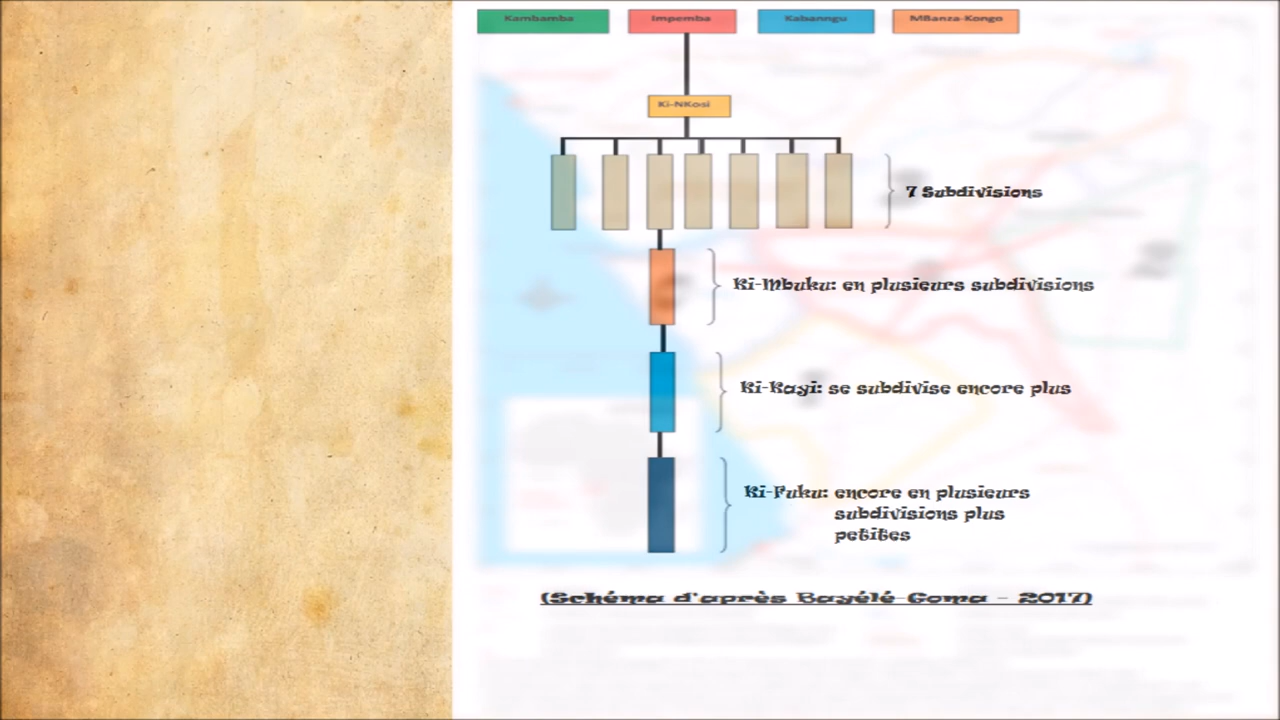 Kambamba
Impemba
Kabanngu
MBanza-Kongo
Ki-NKosi
7 Subdivisions
Ki-Mbuku: en plusieurs subdivisions
Ki-Kayi: se subdivise encore plus
Ki-Fuku: encore en plusieurs
subdivisions plus
petites
(Schéma d'après Bayélé-Goma - 2017)